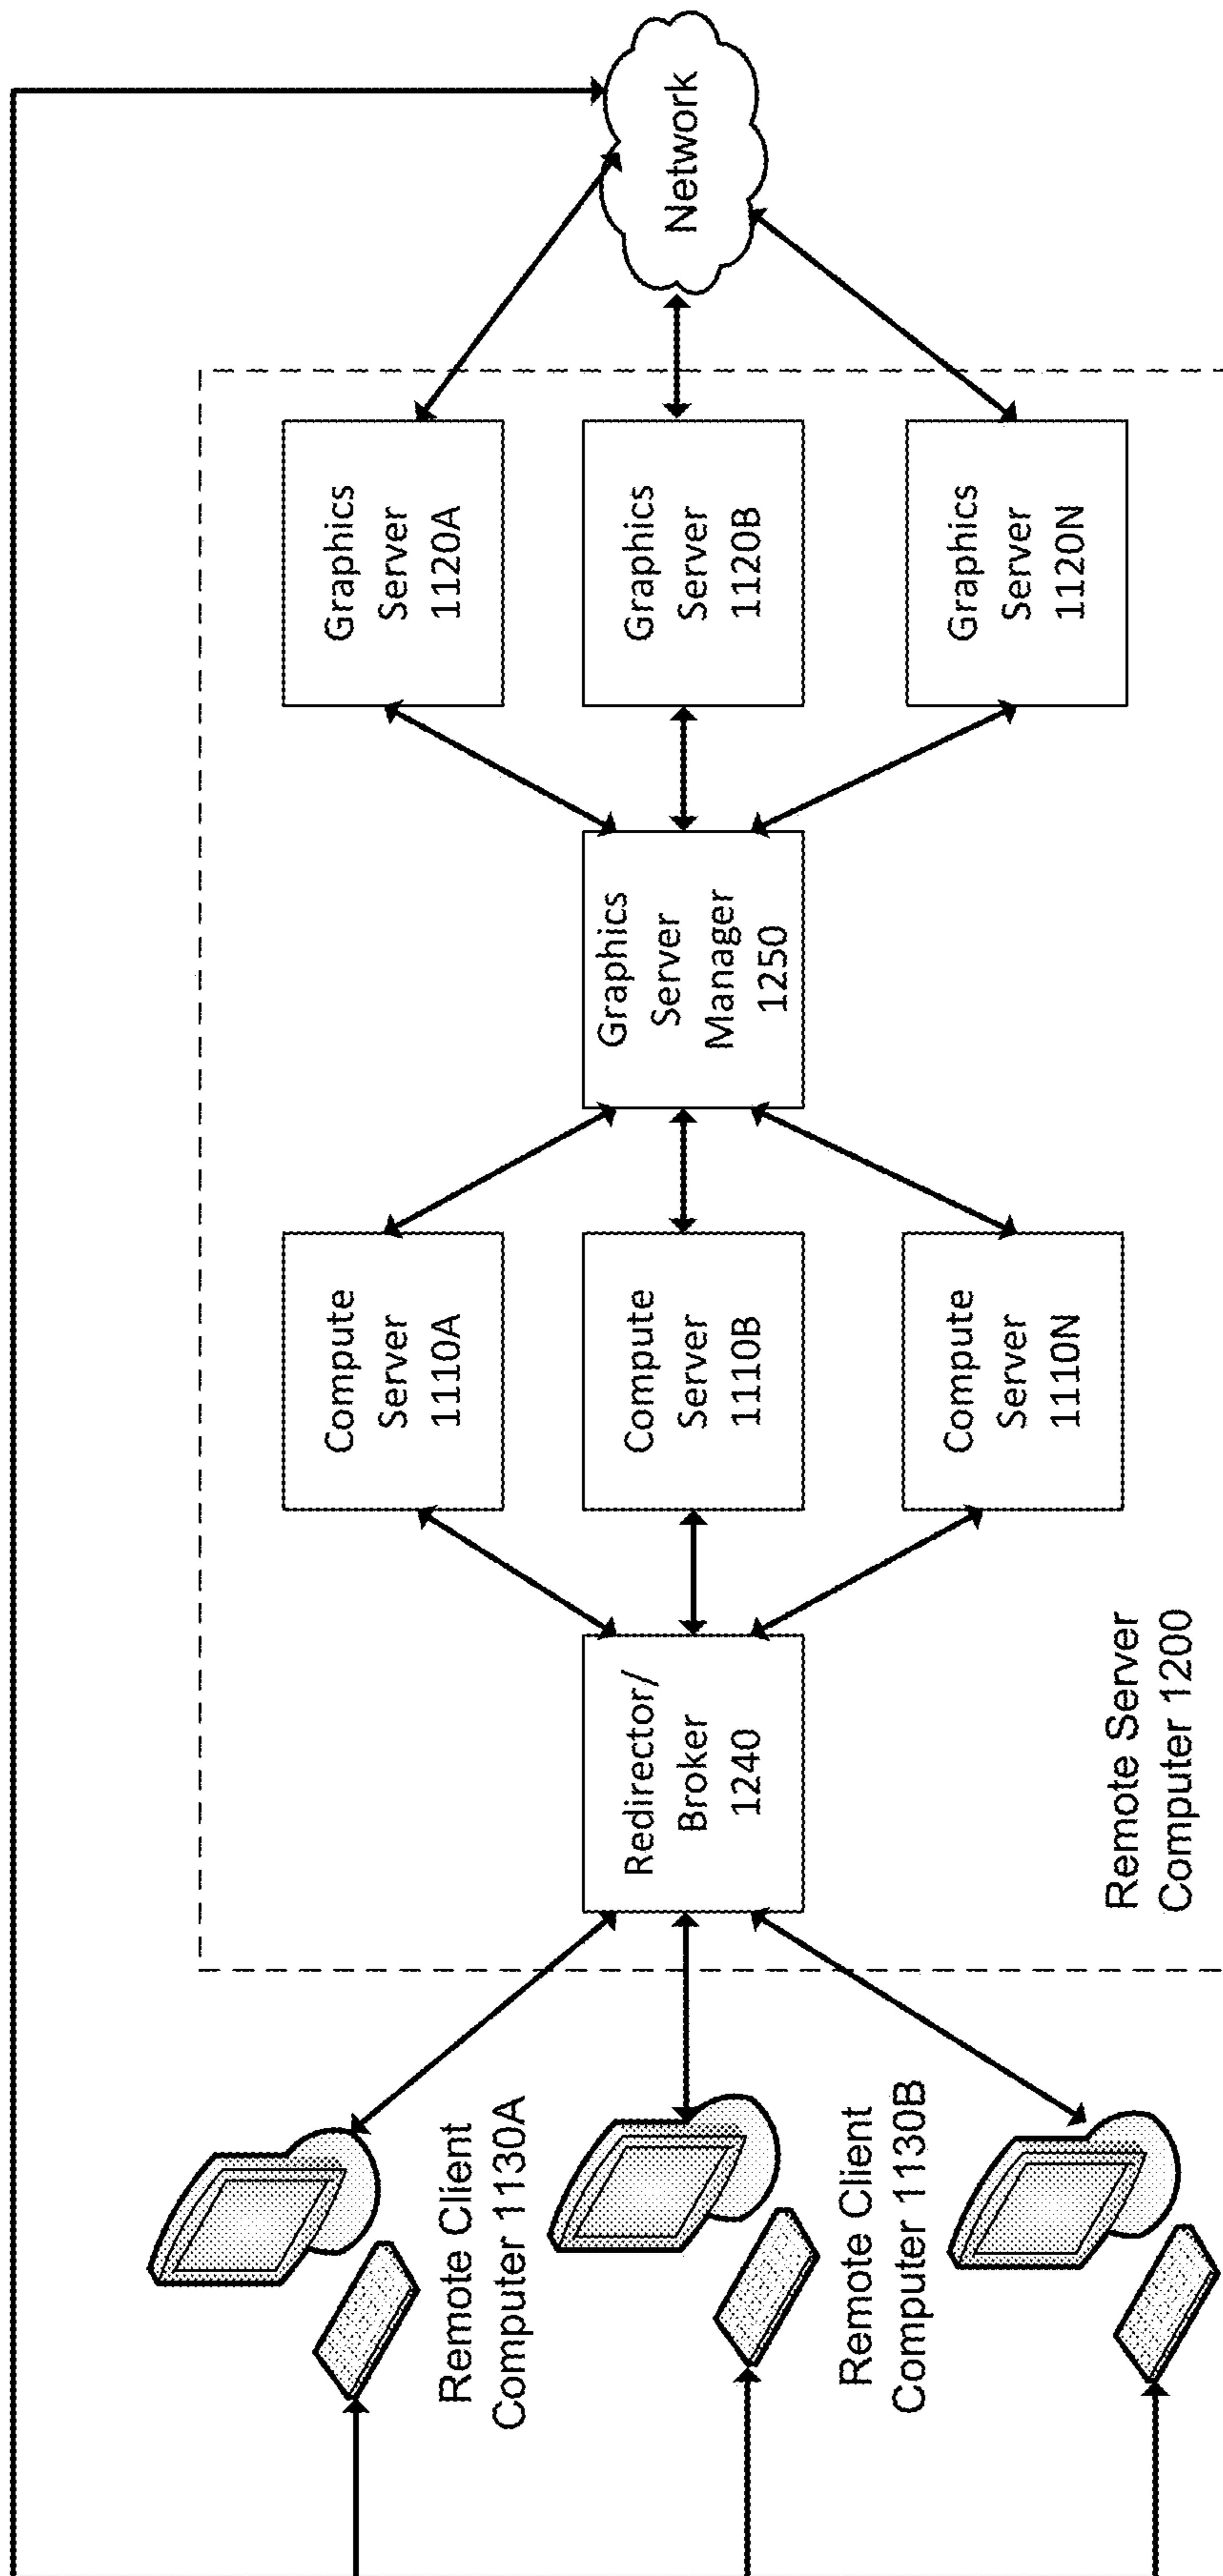 Remote Client
Computer 1130A
Remote Client
Computer 1130B
Redirector/
Broker
1240
Remote Server
Computer 1200
Compute
Server
1110A
Compute
Server
1110B
Compute
Server
1110N
Graphics
Server
Manager
1250
Graphics
Server
1120A
Graphics
Server
1120B
Graphics
Server
1120N
Network